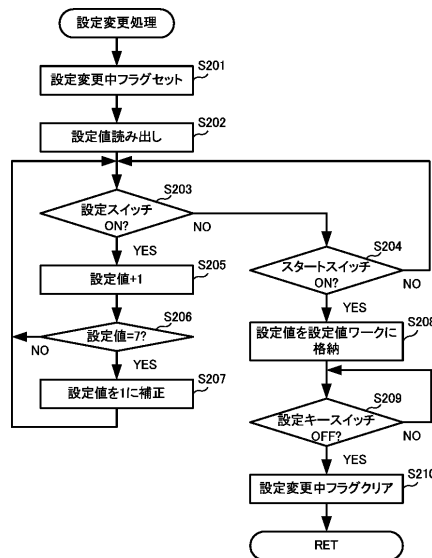 設定変更処理
S201
設定変更中フラグセット
S202
設定値読み出し
S203
設定スイッチ
ON?
NO
YES
S204
スタートスイッチ
ON?
NO
YES
S205
設定値+1
S206
設定値=7?
NO
YES
S207
設定値を1に補正
S208
設定値を設定値ワークに
格納
S209
設定キースイッチ
OFF?
NO
YES
S210
設定変更中フラグクリア
RET